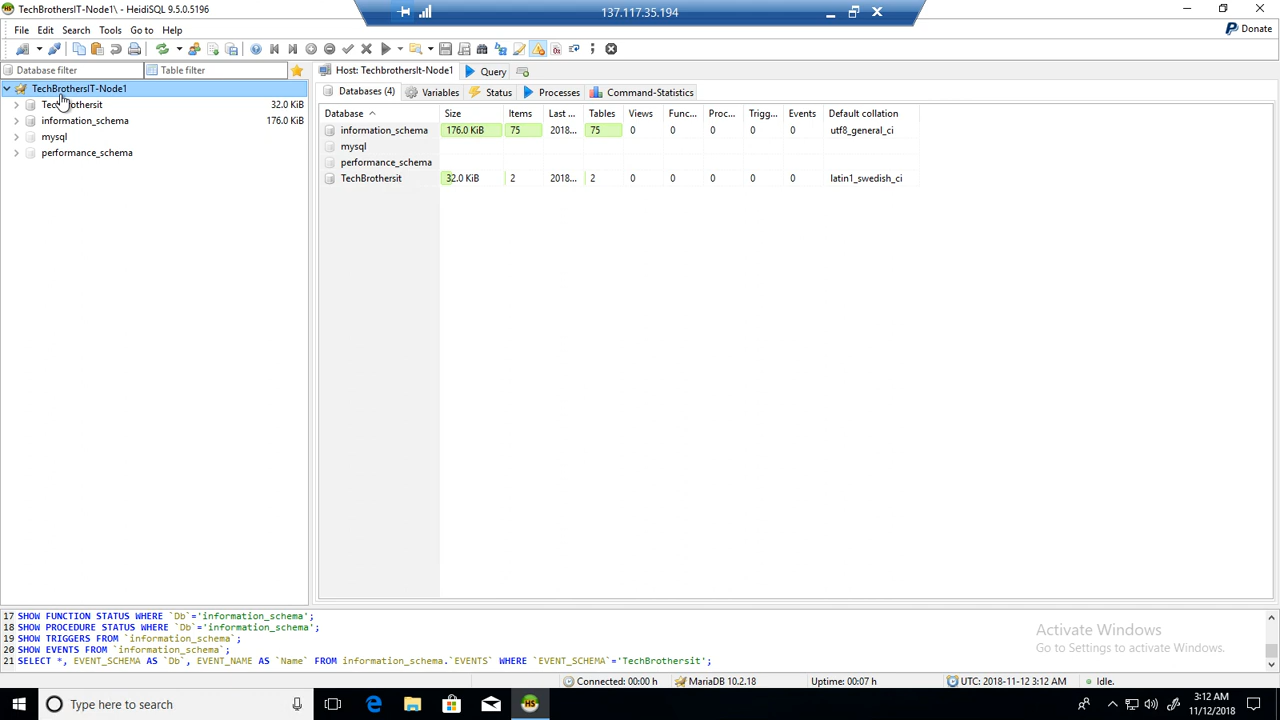 TechBrothersIT-Node1\ - HeidiSQL 9.5.0.5196
137.117.35.194
File Edit Search Tools Go to Help
Donate
Database filter
Table filter
Host: TechbrothersIt-Node1
Query
TechBrothersIT-Node1
32.0 KiB
information_schema 176.0 KiB
mysql
performance_schema
Databases (4) Variables Status Processes Command-Statistics
Database Size Items Last ... Tables Views Func... Proc... Trigg... Events Default collation
information_schema 176.0 KiB 75 2018... 75 0 0 0 0 0 utf8_general_ci
mysql
performance_schema
TechBrothersit 32.0 KiB 2 2018... 2 0 0 0 0 0 latin1_swedish_ci
17 SHOW FUNCTION STATUS WHERE `Db`='information_schema';
18 SHOW PROCEDURE STATUS WHERE `Db`='information_schema';
19 SHOW TRIGGERS FROM `information_schema`;
20 SHOW EVENTS FROM `information_schema`;
21 SELECT *, EVENT_SCHEMA AS `Db`, EVENT_NAME AS `Name` FROM information_schema.`EVENTS` WHERE `EVENT_SCHEMA`='TechBrothersit';
Activate Windows
Go to Settings to activate Windows.
Connected: 00:00 h
MariaDB 10.2.18
Uptime: 00:07 h
UTC: 2018-11-12 3:12 AM
Idle.
Type here to search
3:12 AM
11/12/2018